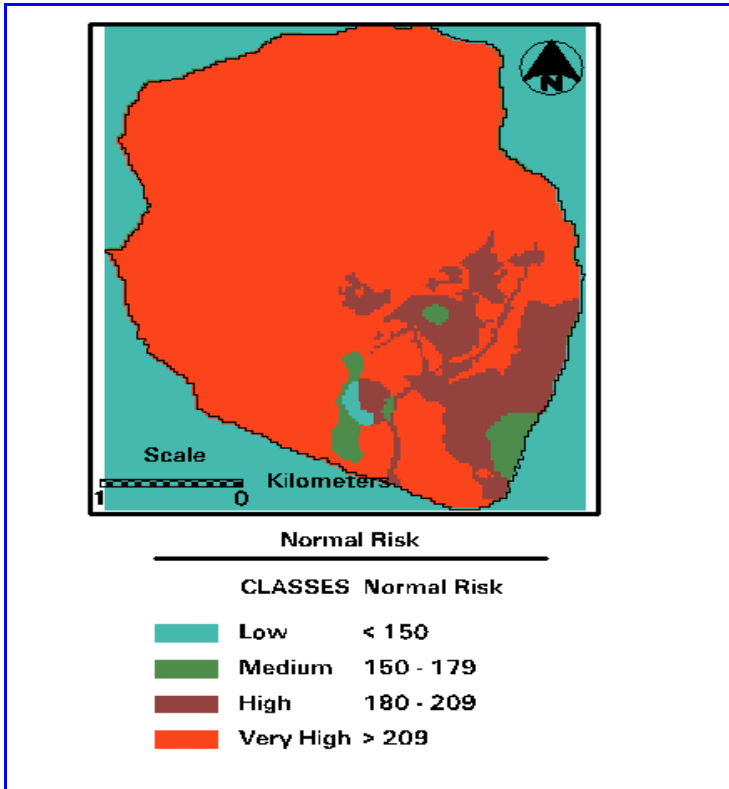 N
Scale
1 0 Kilometers
Normal Risk
CLASSES Normal Risk
Low < 150
Medium 150 - 179
High 180 - 209
Very High > 209